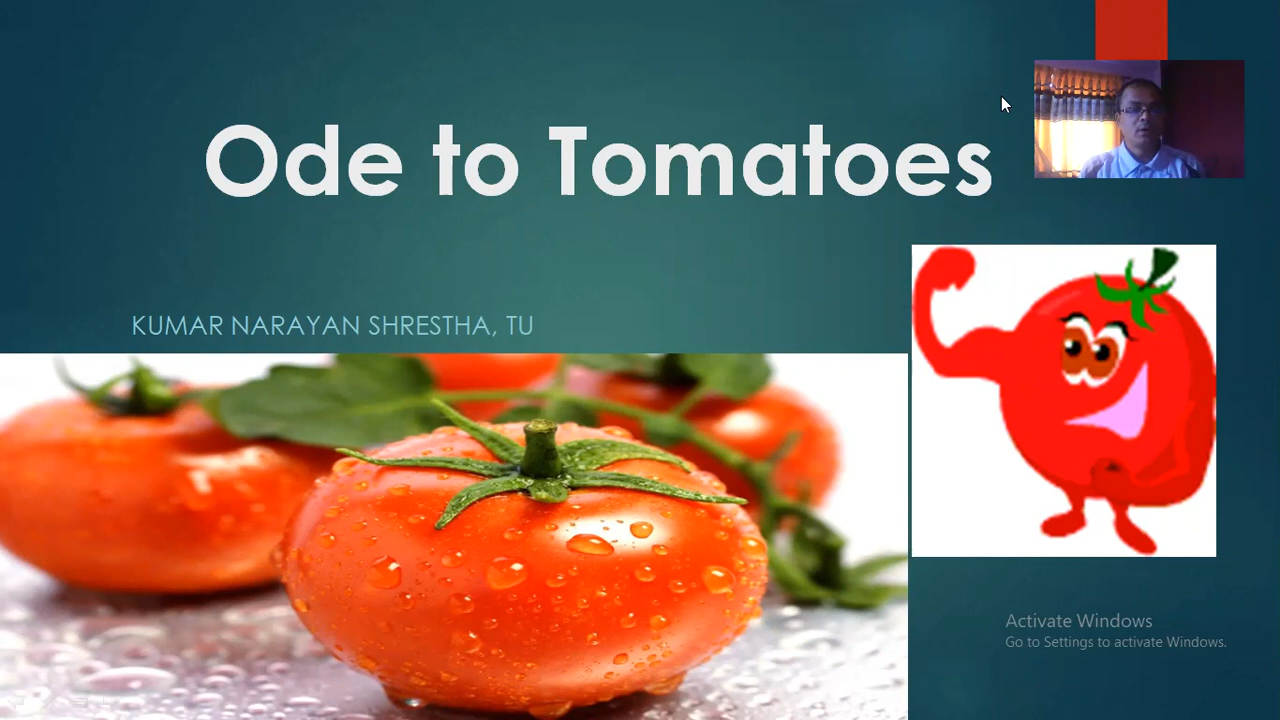 Ode to Tomatoes
KUMAR NARAYAN SHRESTHA, TU
Activate Windows
Go to Settings to activate Windows.